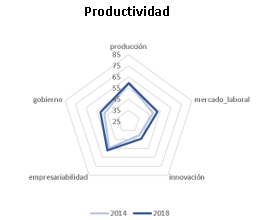 Productividad
producción
85
75
65
55
45
35
25
gobierno
mercado_laboral
empresariabilidad
innovación
2014
2018